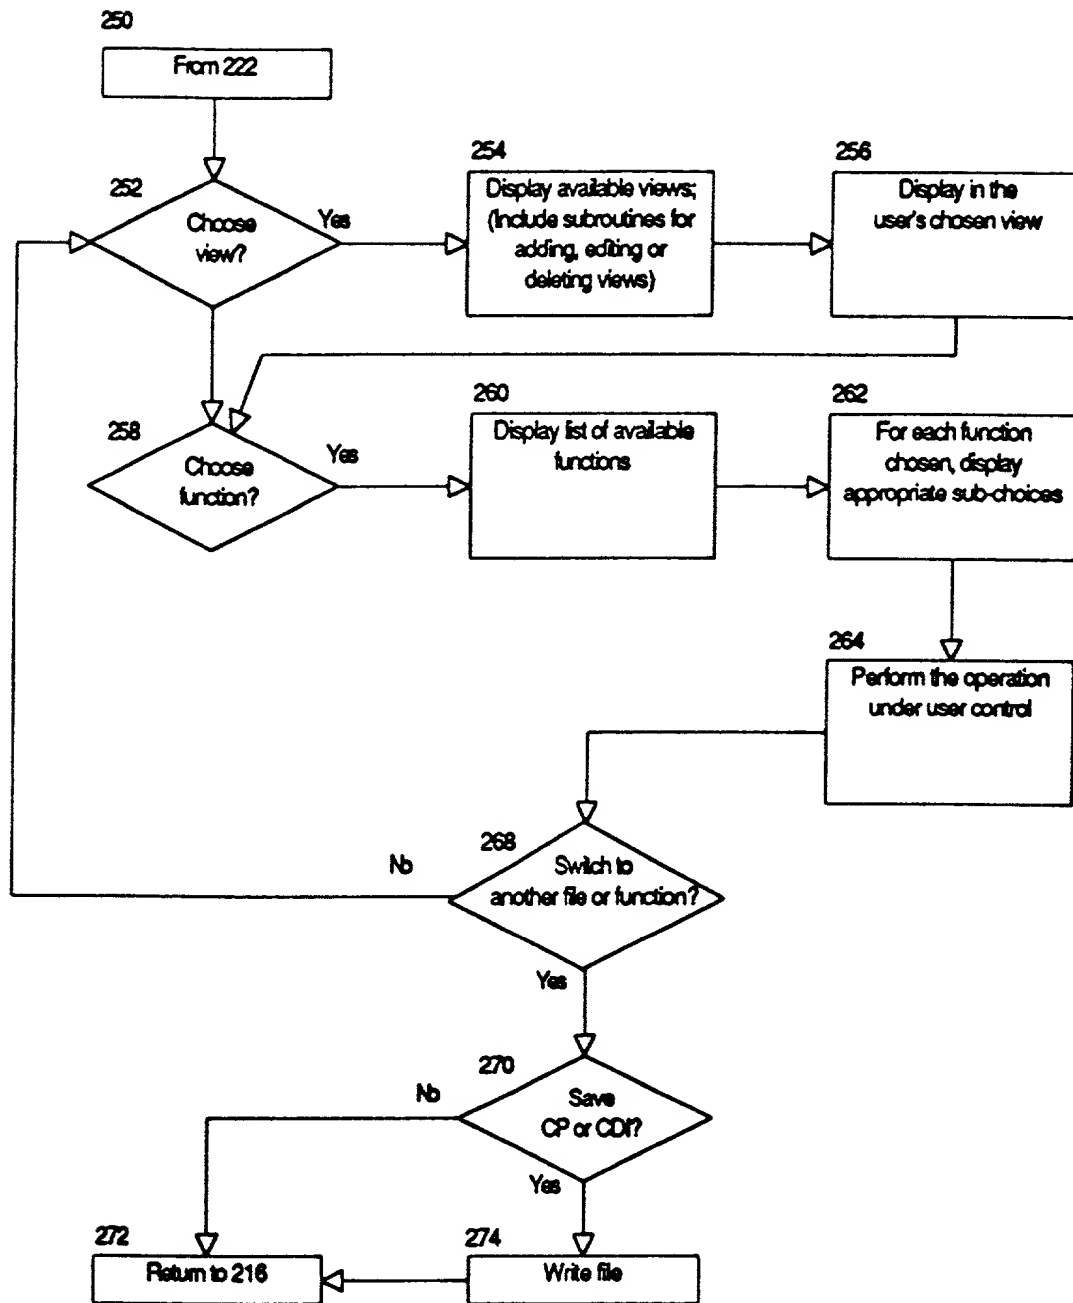 250
From 222
252
Choose
view?
Yes
254
Display available views;
(Include subroutines for
adding, editing or
deleting views)
256
Display in the
user's chosen view
258
Choose
function?
Yes
260
Display list of available
functions
262
For each function
chosen, display
appropriate sub-choices
264
Perform the operation
under user control
268
Switch to
another file or function?
No
Yes
270
Save
CP or CDI?
No
Yes
272
Return to 216
274
Write file